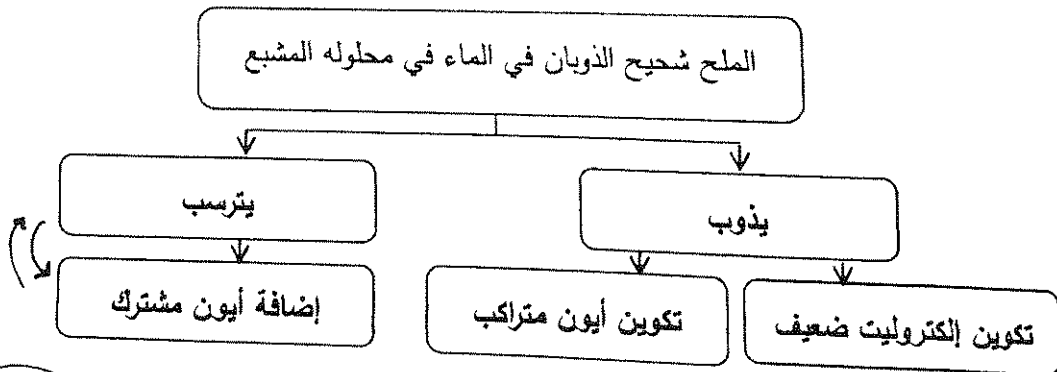 الملح شحيح الذوبان في الماء في محلوله المشبع
يذوب
يترسب
تكوين إلكتروليت ضعيف
تكوين أيون متراكب
إضافة أيون مشترك